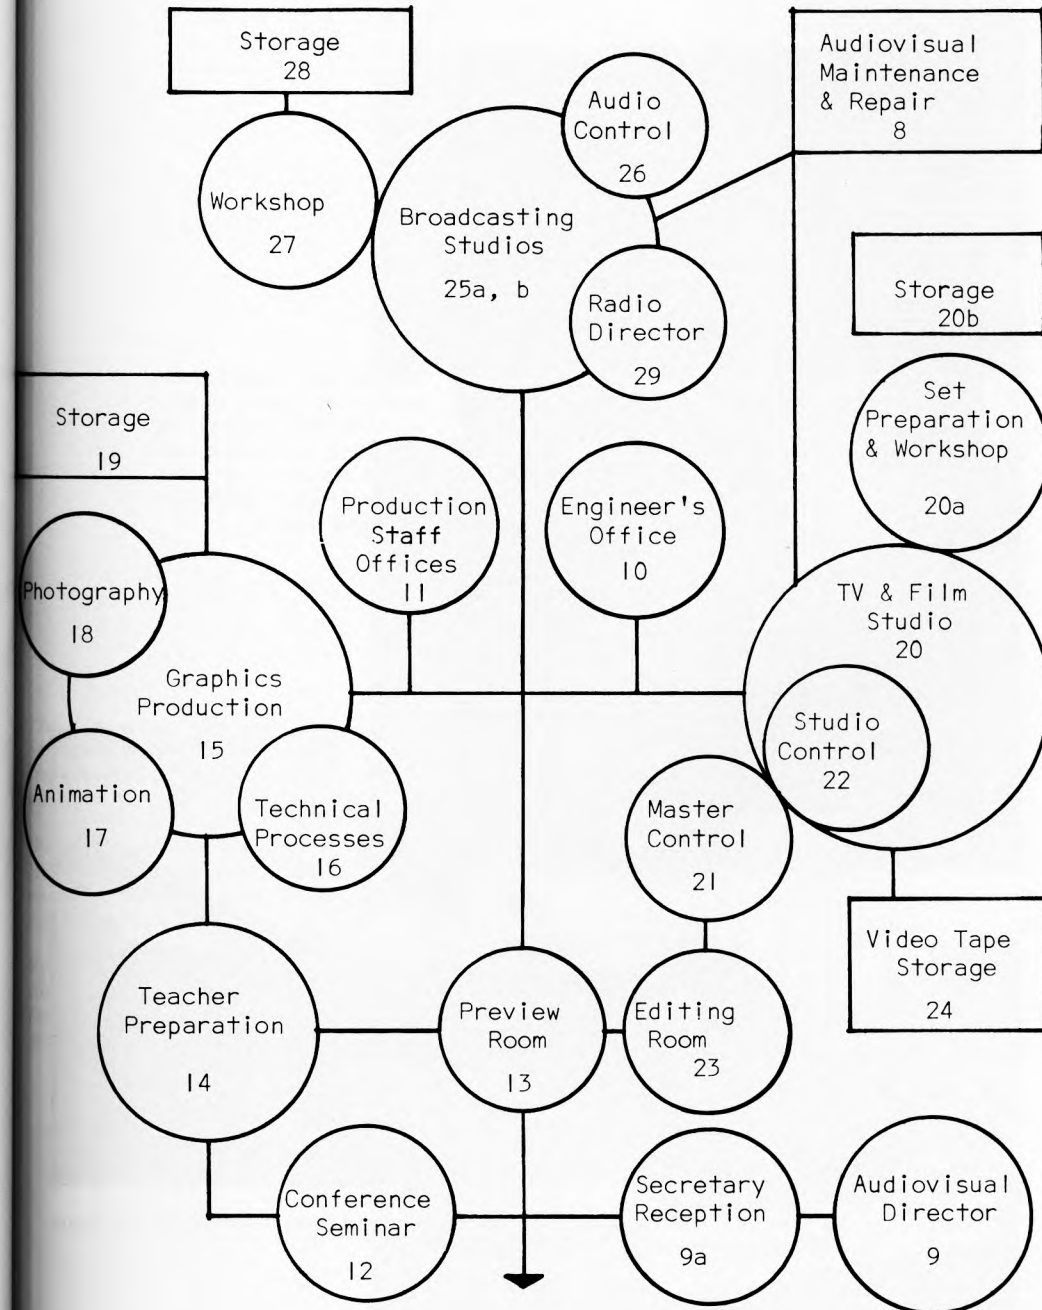 Storage
28
Audiovisual
Maintenance
& Repair
8
Audio
Control
26
Workshop
27
Broadcasting
Studios
25a, b
Storage
20b
Radio
Director
29
Set
Preparation
& Workshop
20a
Storage
19
Production
Staff
Offices
11
Engineer's
Office
10
Photography
18
TV & Film
Studio
20
Graphics
Production
15
Studio
Control
22
Animation
17
Technical
Processes
16
Master
Control
21
Video Tape
Storage
24
Teacher
Preparation
14
Preview
Room
13
Editing
Room
23
Conference
Seminar
12
Secretary
Reception
9a
Audiovisual
Director
9